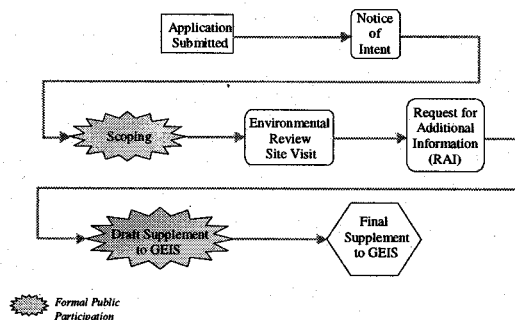 Application
Submitted
Notice
of
Intent
Scoping
Environmental
Review
Site Visit
Request for
Additional
Information
(RAI)
Draft Supplement
to GEIS
Final
Supplement
to GEIS
Formal Public
Participation